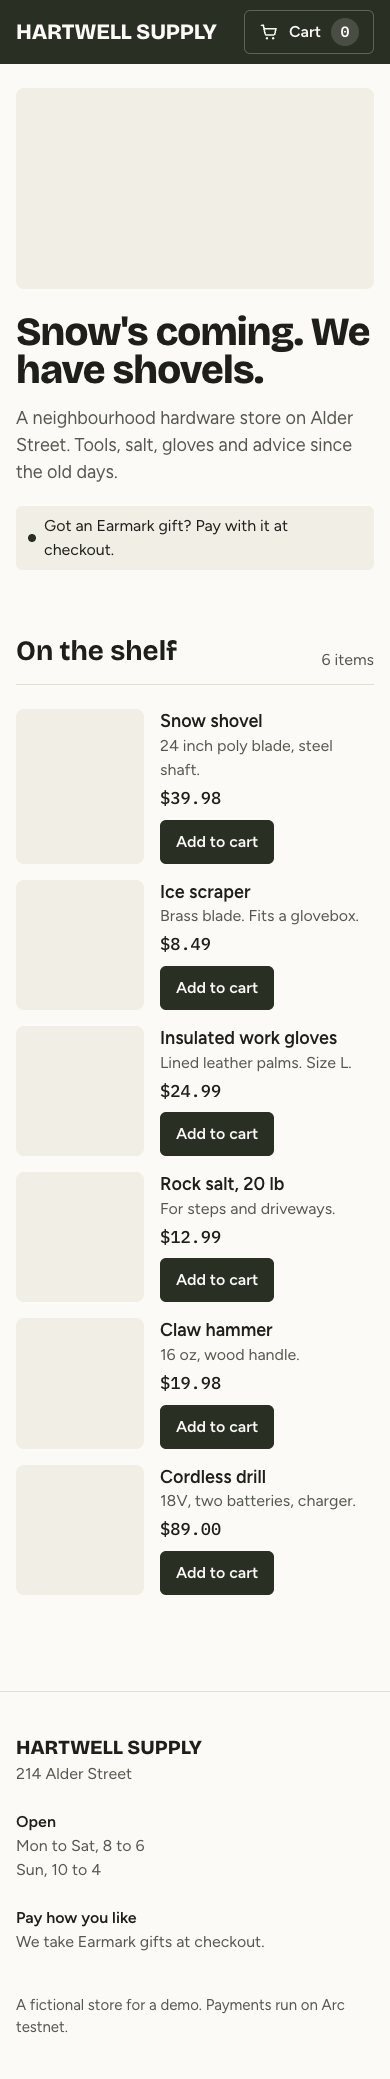 HARTWELL SUPPLY
Cart 0
Snow's coming. We
have shovels.
A neighbourhood hardware store on Alder
Street. Tools, salt, gloves and advice since
the old days.
Got an Earmark gift? Pay with it at
checkout.
On the shelf
6 items
Snow shovel
24 inch poly blade, steel
shaft.
$39.98
Add to cart
Ice scraper
Brass blade. Fits a glovebox.
$8.49
Add to cart
Insulated work gloves
Lined leather palms. Size L.
$24.99
Add to cart
Rock salt, 20 lb
For steps and driveways.
$12.99
Add to cart
Claw hammer
16 oz, wood handle.
$19.98
Add to cart
Cordless drill
18V, two batteries, charger.
$89.00
Add to cart
HARTWELL SUPPLY
214 Alder Street
Open
Mon to Sat, 8 to 6
Sun, 10 to 4
Pay how you like
We take Earmark gifts at checkout.
A fictional store for a demo. Payments run on Arc
testnet.